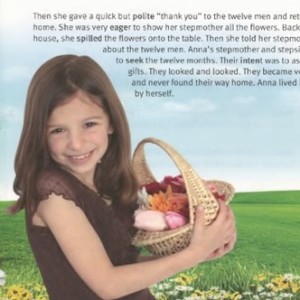 Then she gave a quick but polite "thank you" to the twelve men and
home. She was very eager to show her stepmother all the flowers. Back
house, she spilled the flowers onto the table. Then she told her
about the twelve men. Anna's stepmother and
to seek the twelve months. Their intent was to
gifts. They looked and looked. They became
and never found their way home. Anna lived
by herself.